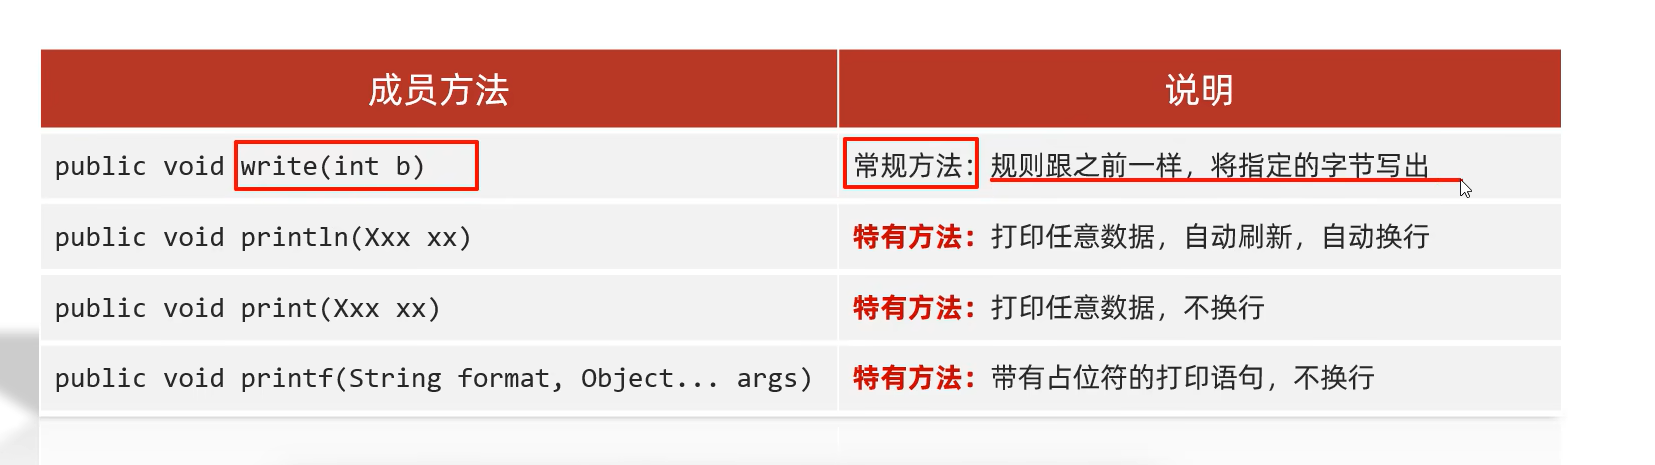 成员方法 说明
public void write(int b) 常规方法：规则跟之前一样，将指定的字节写出
public void println(Xxx xx) 特有方法：打印任意数据，自动刷新，自动换行
public void print(Xxx xx) 特有方法：打印任意数据，不换行
public void printf(String format, Object... args) 特有方法：带有占位符的打印语句，不换行